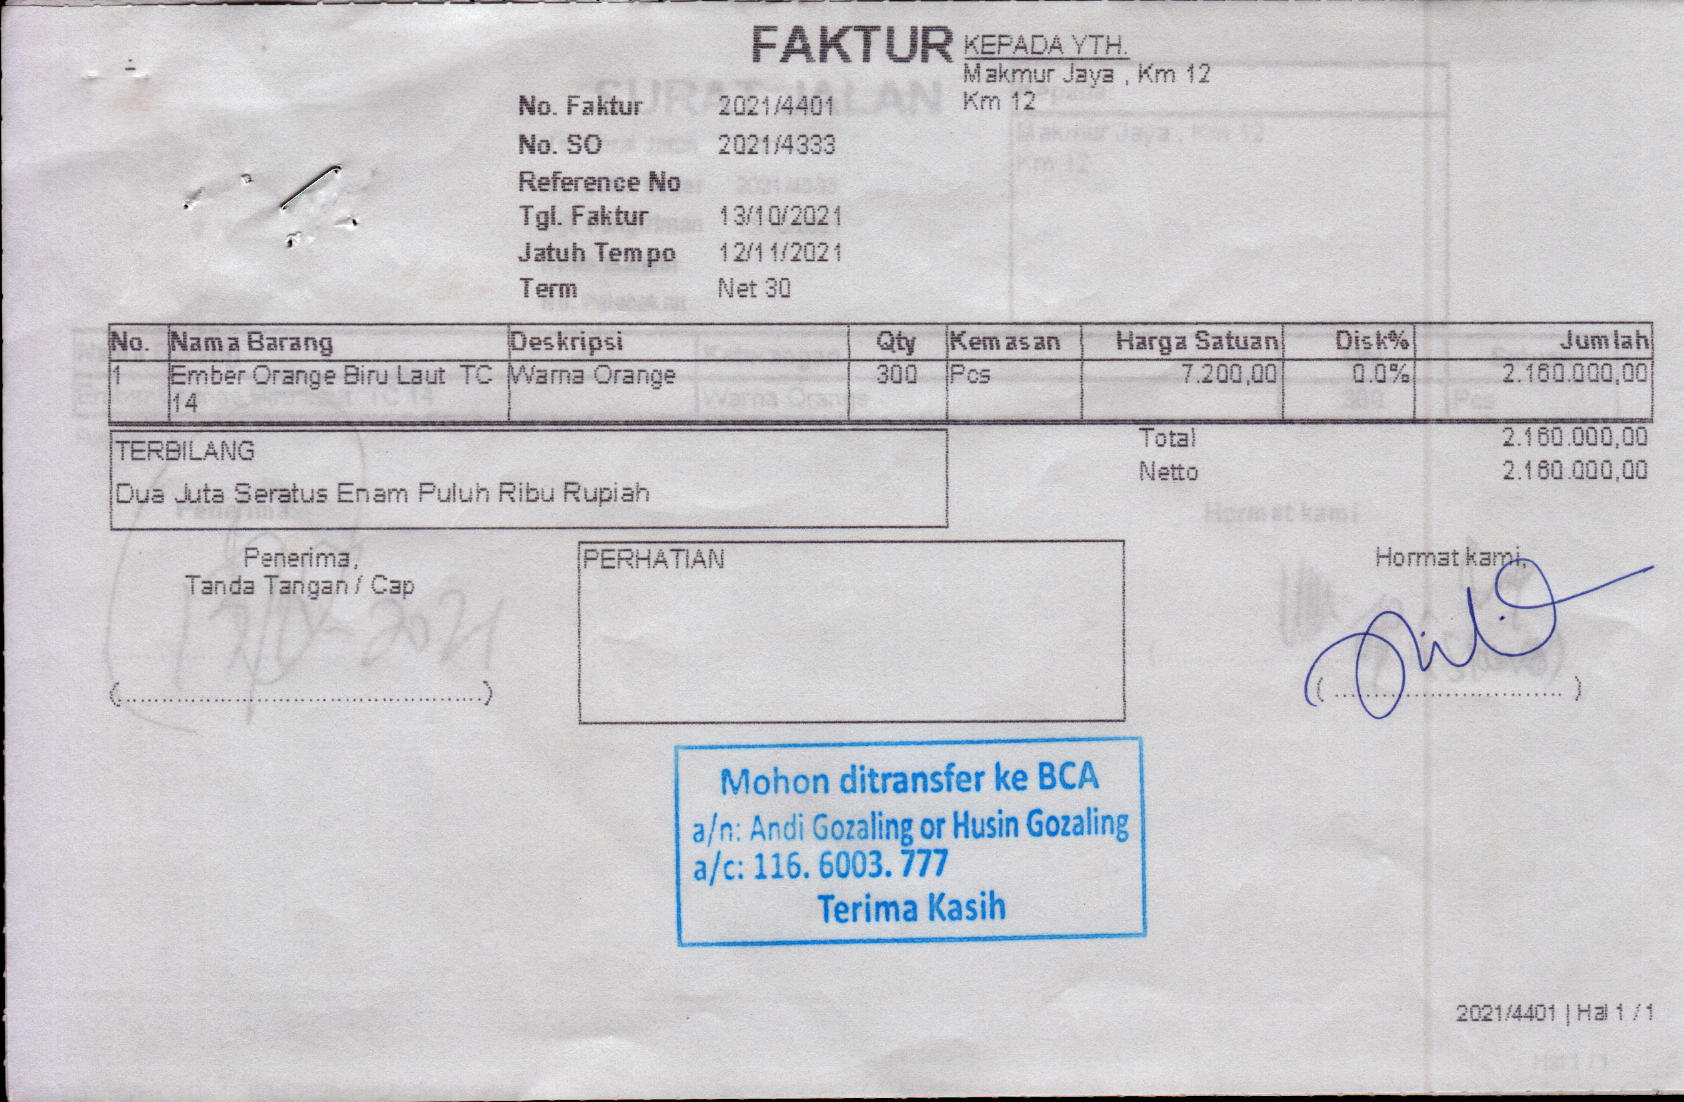 FAKTUR
KEPADA YTH.
Makmur Jaya , Km 12
Km 12
No. Faktur 2021/4401
No. SO 2021/4333
Reference No
Tgl. Faktur 13/10/2021
Jatuh Tempo 12/11/2021
Term Net 30
No. Nama Barang Deskripsi Qty Kemasan Harga Satuan Disk% Jumlah
1 Ember Orange Biru Laut TC Warna Orange 300 Pcs 7.200,00 0.0% 2.160.000,00
14
Total 2.160.000,00
Netto 2.160.000,00
TERBILANG
Dua Juta Seratus Enam Puluh Ribu Rupiah
Penerima,
Tanda Tangan / Cap
(...............................................)
PERHATIAN
Hormat kami,
( ............................. )
Mohon ditransfer ke BCA
a/n: Andi Gozaling or Husin Gozaling
a/c: 116. 6003. 777
Terima Kasih
2021/4401 | Hal 1 / 1